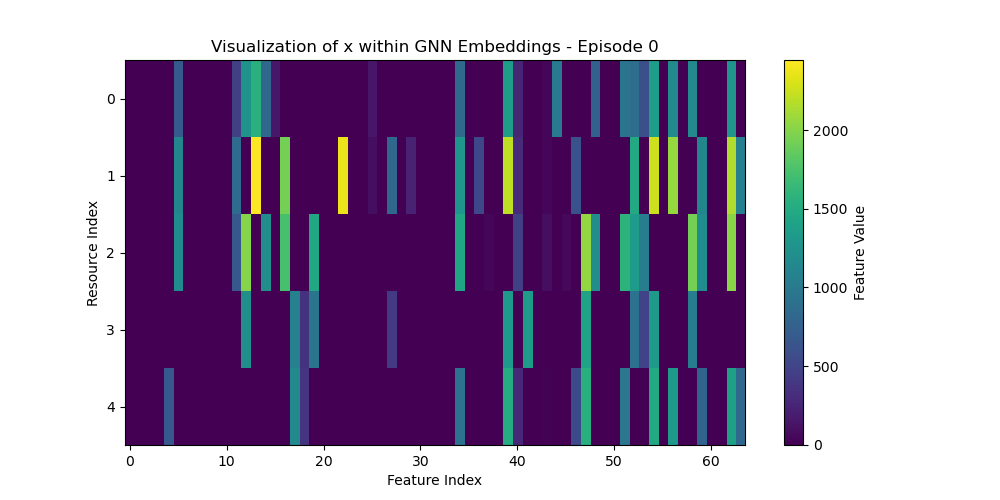 Visualization of x within GNN Embeddings - Episode 0
Resource Index
0
1
2
3
4
0 10 20 30 40 50 60
Feature Index
2000
1500
1000
500
0
Feature Value